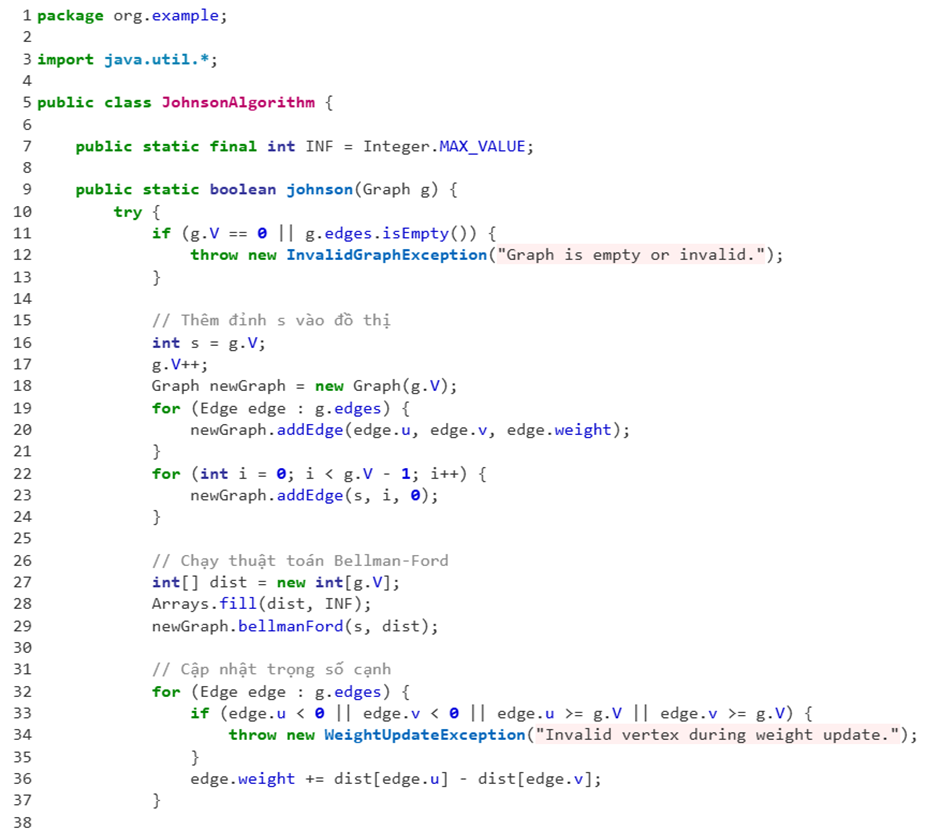 1 package org.example;
2
3 import java.util.*;
4
5 public class JohnsonAlgorithm {
6
7     public static final int INF = Integer.MAX_VALUE;
8
9     public static boolean johnson(Graph g) {
10         try {
11             if (g.V == 0 || g.edges.isEmpty()) {
12                 throw new InvalidGraphException("Graph is empty or invalid.");
13             }
14
15             // Thêm đỉnh s vào đồ thị
16             int s = g.V;
17             g.V++;
18             Graph newGraph = new Graph(g.V);
19             for (Edge edge : g.edges) {
20                 newGraph.addEdge(edge.u, edge.v, edge.weight);
21             }
22             for (int i = 0; i < g.V - 1; i++) {
23                 newGraph.addEdge(s, i, 0);
24             }
25
26             // Chạy thuật toán Bellman-Ford
27             int[] dist = new int[g.V];
28             Arrays.fill(dist, INF);
29             newGraph.bellmanFord(s, dist);
30
31             // Cập nhật trọng số cạnh
32             for (Edge edge : g.edges) {
33                 if (edge.u < 0 || edge.v < 0 || edge.u >= g.V || edge.v >= g.V) {
34                     throw new WeightUpdateException("Invalid vertex during weight update.");
35                 }
36                 edge.weight += dist[edge.u] - dist[edge.v];
37             }
38